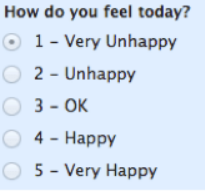 How do you feel today?
1 – Very Unhappy
2 – Unhappy
3 – OK
4 – Happy
5 – Very Happy